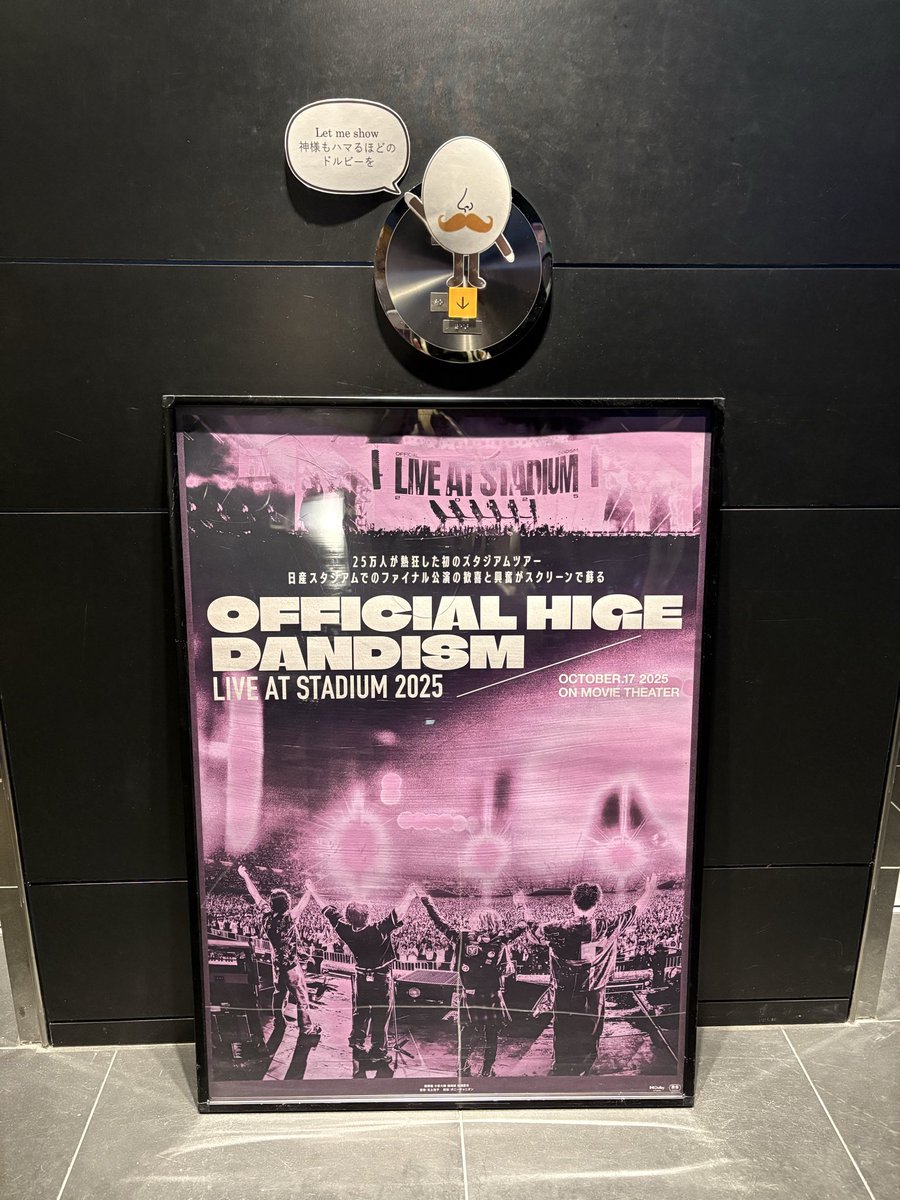 Let me show
神様もハマるほどの
ドルビーを
LIVE AT STADIUM
2025
25万人が熱狂した初のスタジアムツアー
日産スタジアムでのファイナル公演の歓喜と興奮がスクリーンで蘇る
OFFICIAL HIGE
DANDISM
LIVE AT STADIUM 2025
OCTOBER.17 2025
ON MOVIE THEATER